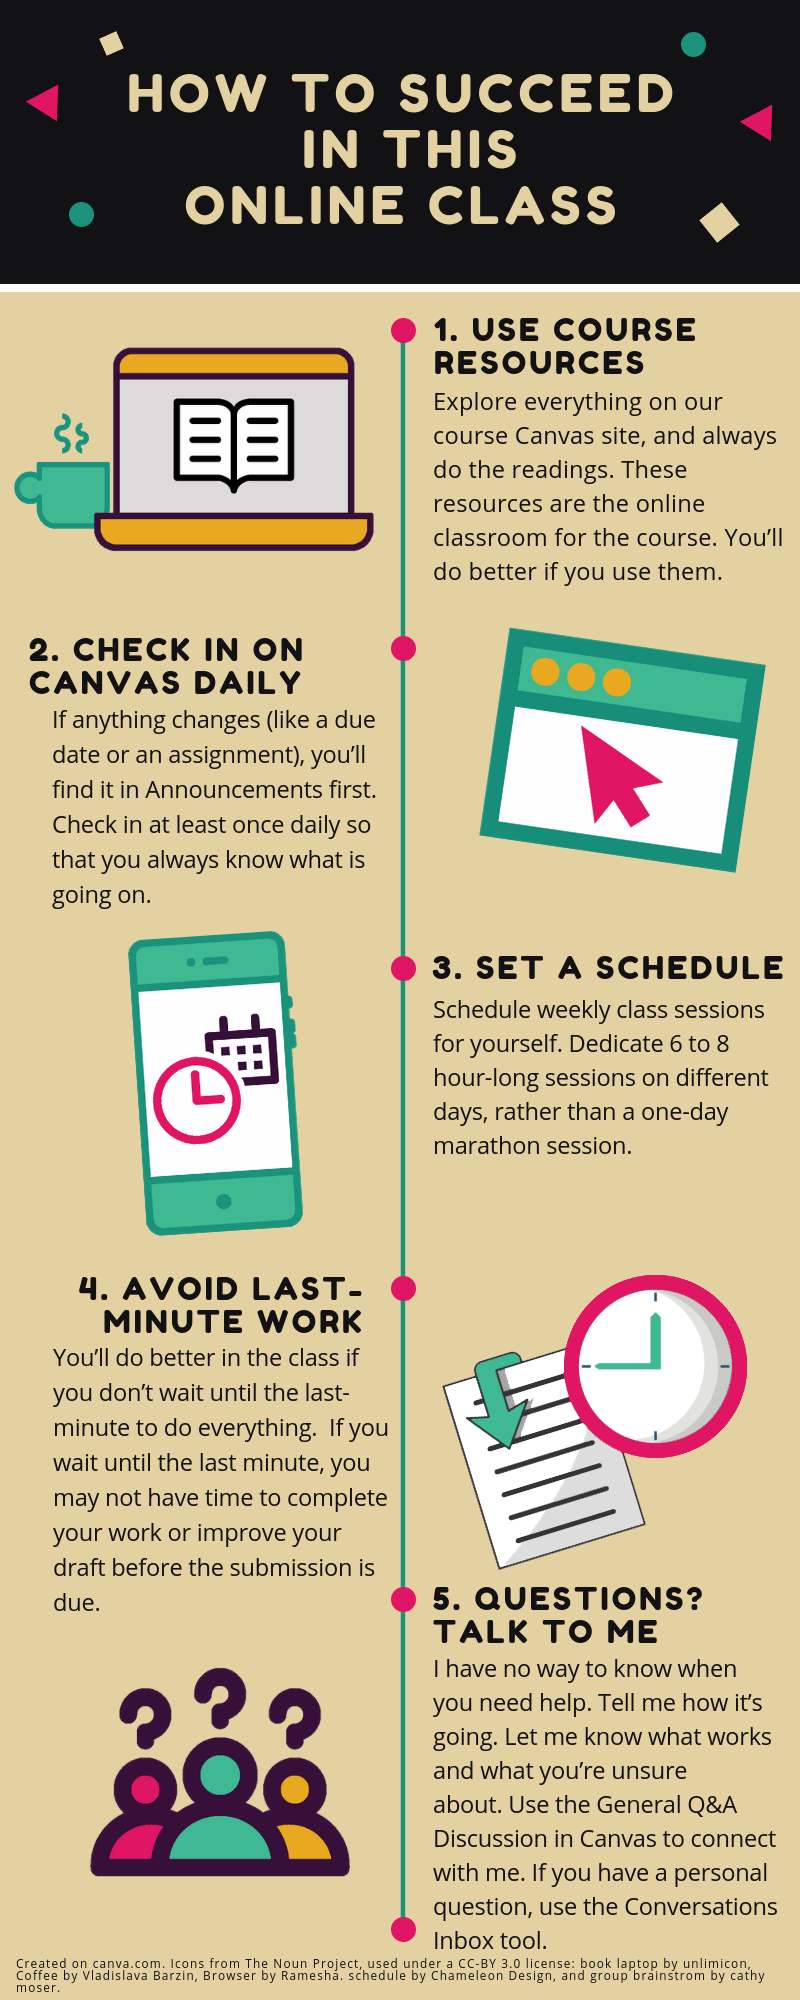 HOW TO SUCCEED
IN THIS
ONLINE CLASS
1. USE COURSE
RESOURCES
Explore everything on our
course Canvas site, and always
do the readings. These
resources are the online
classroom for the course. You'll
do better if you use them.
2. CHECK IN ON
CANVAS DAILY
If anything changes (like a due
date or an assignment), you'll
find it in Announcements first.
Check in at least once daily so
that you always know what is
going on.
3. SET A SCHEDULE
Schedule weekly class sessions
for yourself. Dedicate 6 to 8
hour-long sessions on different
days, rather than a one-day
marathon session.
4. AVOID LAST-
MINUTE WORK
You'll do better in the class if
you don't wait until the last-
minute to do everything.  If you
wait until the last minute, you
may not have time to complete
your work or improve your
draft before the submission is
due.
5. QUESTIONS?
TALK TO ME
I have no way to know when
you need help. Tell me how it's
going. Let me know what works
and what you're unsure
about. Use the General Q&A
Discussion in Canvas to connect
with me. If you have a personal
question, use the Conversations
Inbox tool.
Created on canva.com. Icons from The Noun Project, used under a CC-BY 3.0 license: book laptop by unlimicon,
Coffee by Vladislava Barzin, Browser by Ramesha. schedule by Chameleon Design, and group brainstrom by cathy
moser.